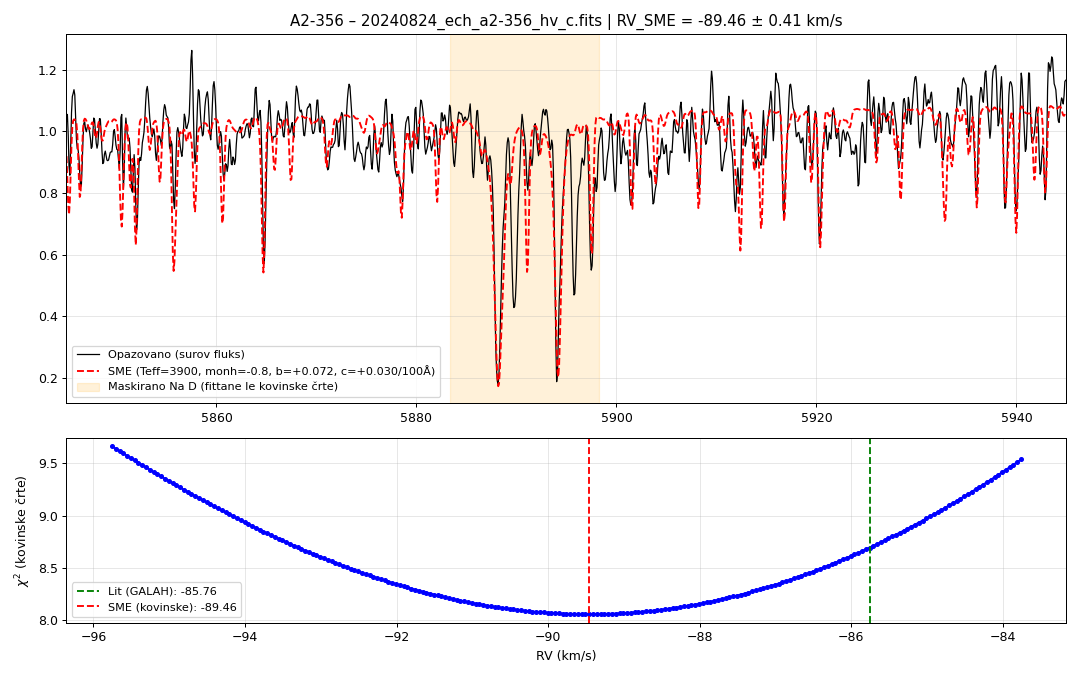 A2-356 – 20240824_ech_a2-356_hv_c.fits | RV_SME = -89.46 ± 0.41 km/s
1.2
1.0
0.8
0.6
0.4
0.2
Opazovano (surov fluks)
SME (Teff=3900, monh=-0.8, b=+0.072, c=+0.030/100Å)
Maskirano Na D (fittane le kovinske črte)
5860 5880 5900 5920 5940
χ² (kovinske črte)
9.5
9.0
8.5
8.0
Lit (GALAH): -85.76
SME (kovinske): -89.46
−96 −94 −92 −90 −88 −86 −84
RV (km/s)